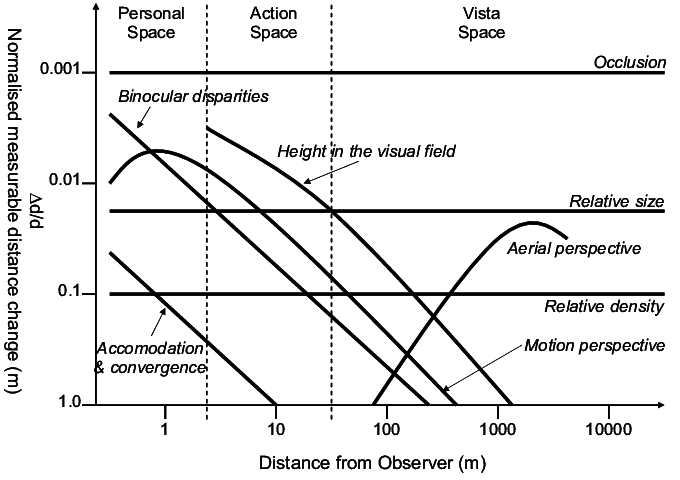 Personal
Space
Action
Space
Vista
Space
0.001
Occlusion
Binocular disparities
Height in the visual field
0.01
Relative size
Aerial perspective
0.1
Relative density
Accomodation
& convergence
Motion perspective
1.0
1
10
100
1000
10000
Distance from Observer (m)
Normalised measurable distance change (m)
Δd/d